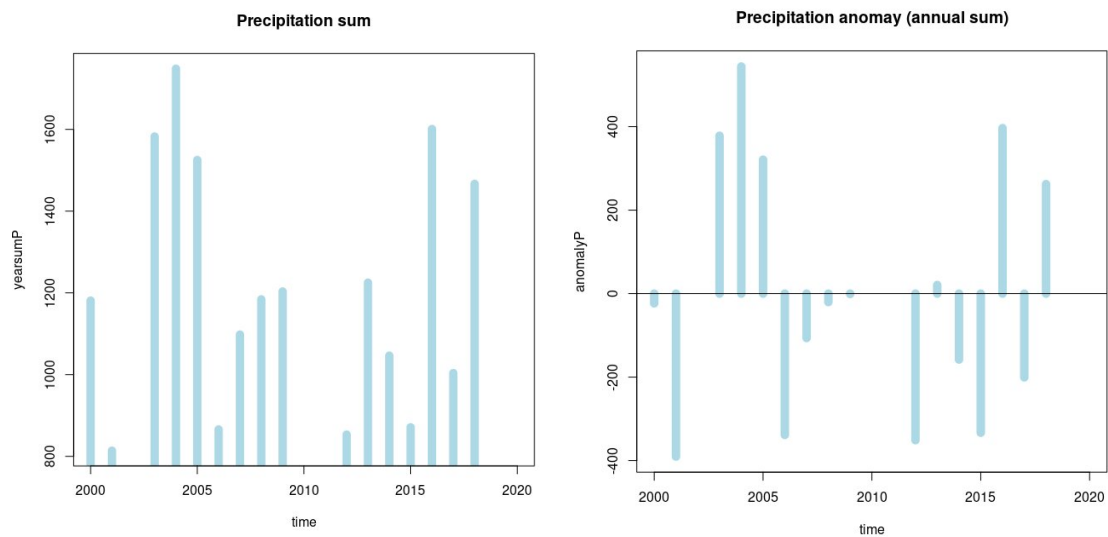 Precipitation sum
yearsumP
1600
1400
1200
1000
800
2000 2005 2010 2015 2020
time
Precipitation anomay (annual sum)
anomalyP
400
200
0
-200
-400
2000 2005 2010 2015 2020
time